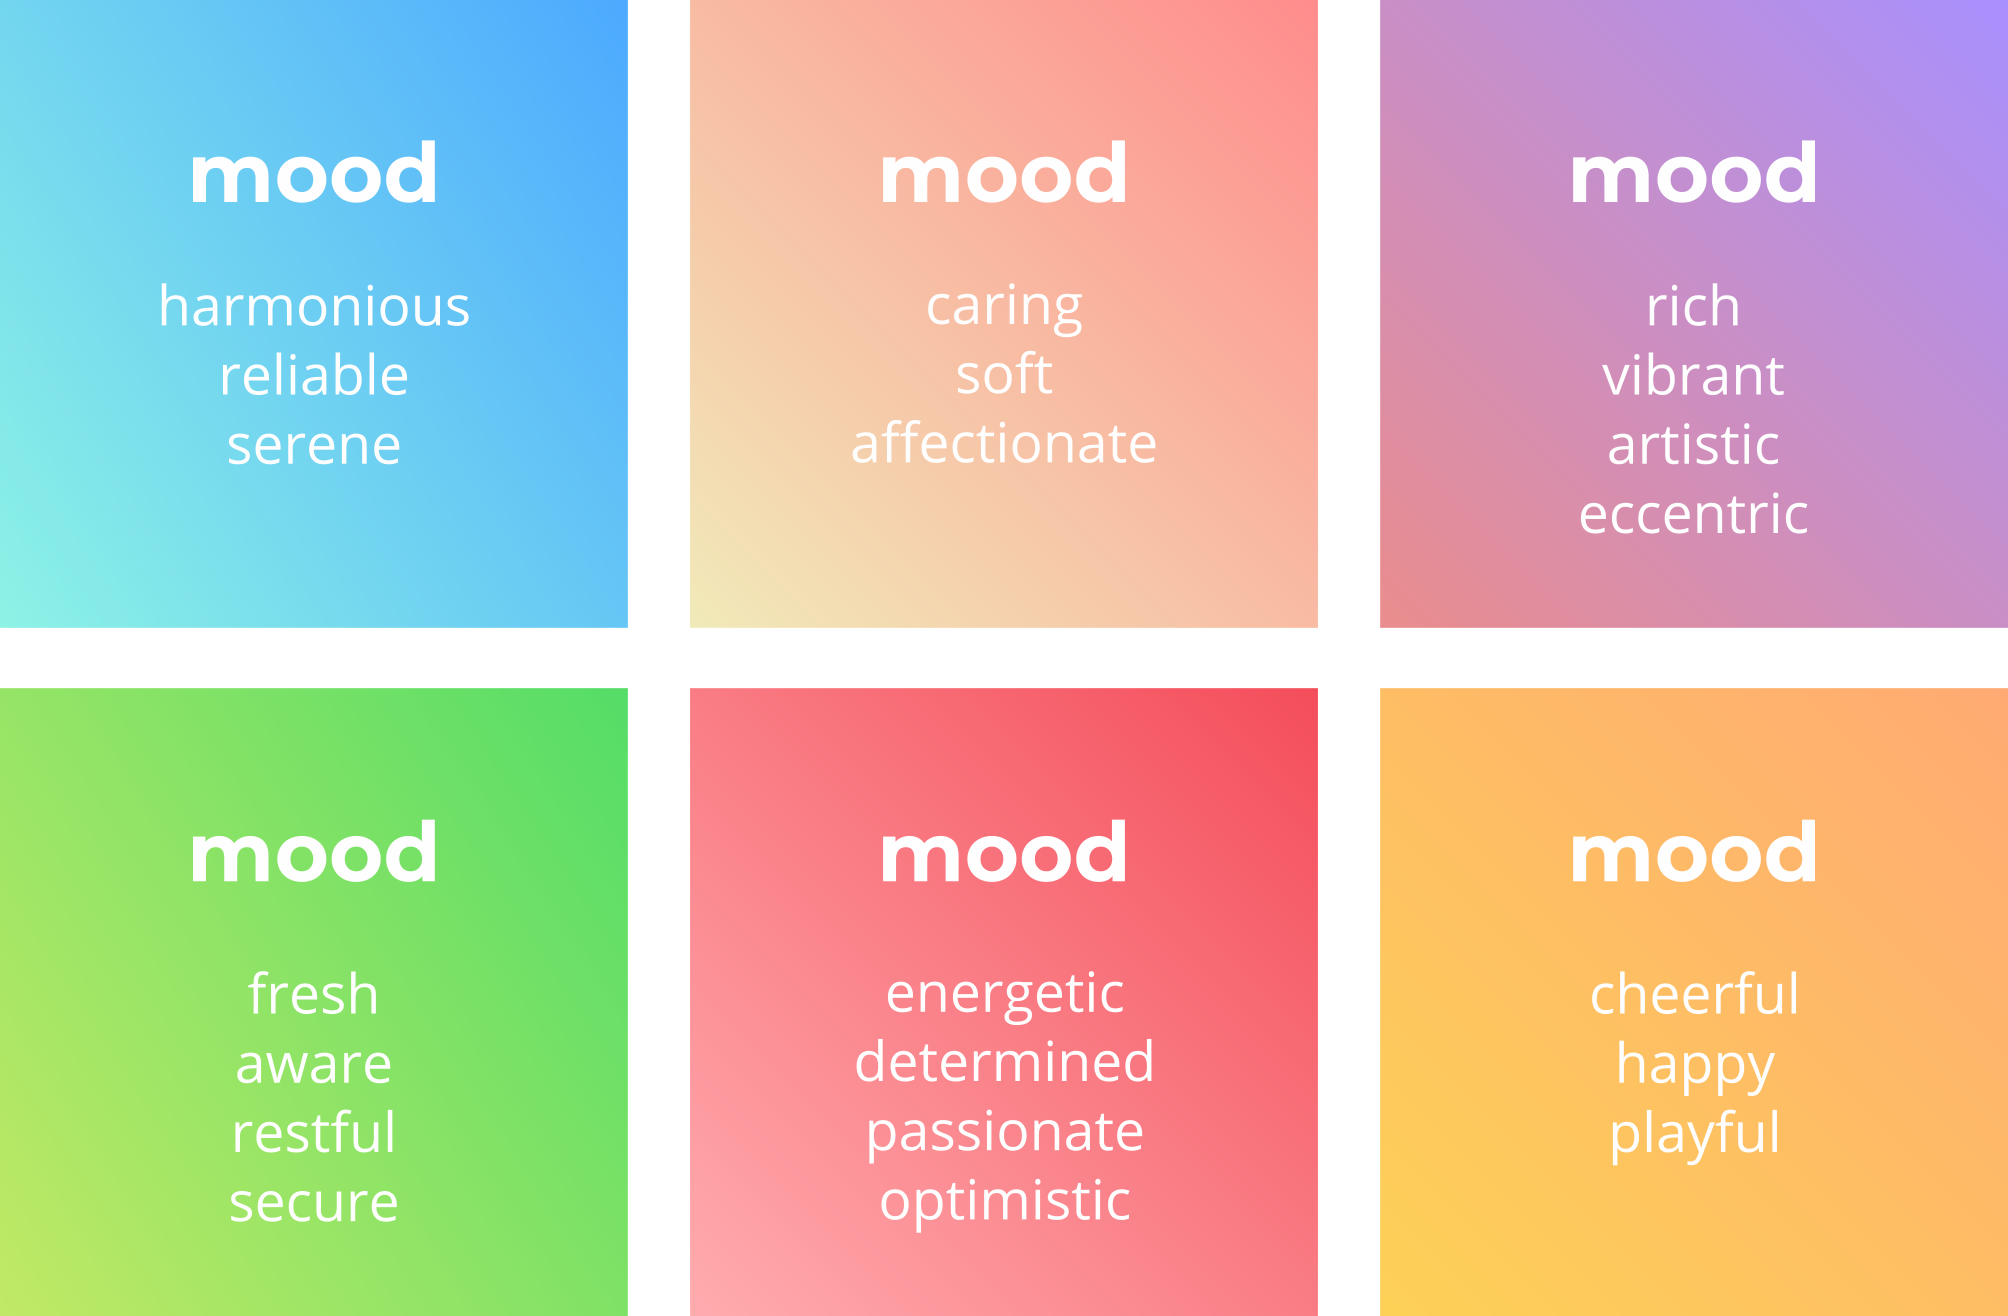 mood
harmonious
reliable
serene
mood
caring
soft
affectionate
mood
rich
vibrant
artistic
eccentric
mood
fresh
aware
restful
secure
mood
energetic
determined
passionate
optimistic
mood
cheerful
happy
playful